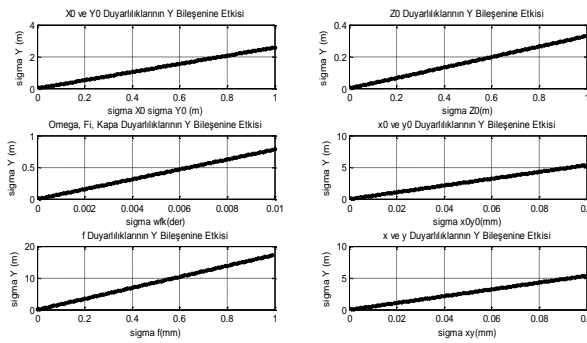 X0 ve Y0 Duyarlılıklarının Y Bileşenine Etkisi
sigma Y (m)
4
2
0
0 0.2 0.4 0.6 0.8 1
sigma X0 sigma Y0 (m)
Z0 Duyarlılıklarının Y Bileşenine Etkisi
sigma Y (m)
0.4
0.2
0
0 0.2 0.4 0.6 0.8
sigma Z0(m)
Omega, Fi, Kapa Duyarlılıklarının Y Bileşenine Etkisi
sigma Y (m)
1
0.5
0
0 0.002 0.004 0.006 0.008 0.01
sigma wfk(der)
x0 ve y0 Duyarlılıklarının Y Bileşenine Etkisi
sigma Y (m)
10
5
0
0 0.02 0.04 0.06 0.08
sigma x0y0(mm)
f Duyarlılıklarının Y Bileşenine Etkisi
sigma Y (m)
20
10
0
0 0.2 0.4 0.6 0.8 1
sigma f(mm)
x ve y Duyarlılıklarının Y Bileşenine Etkisi
sigma Y (m)
10
5
0
0 0.02 0.04 0.06 0.08
sigma xy(mm)